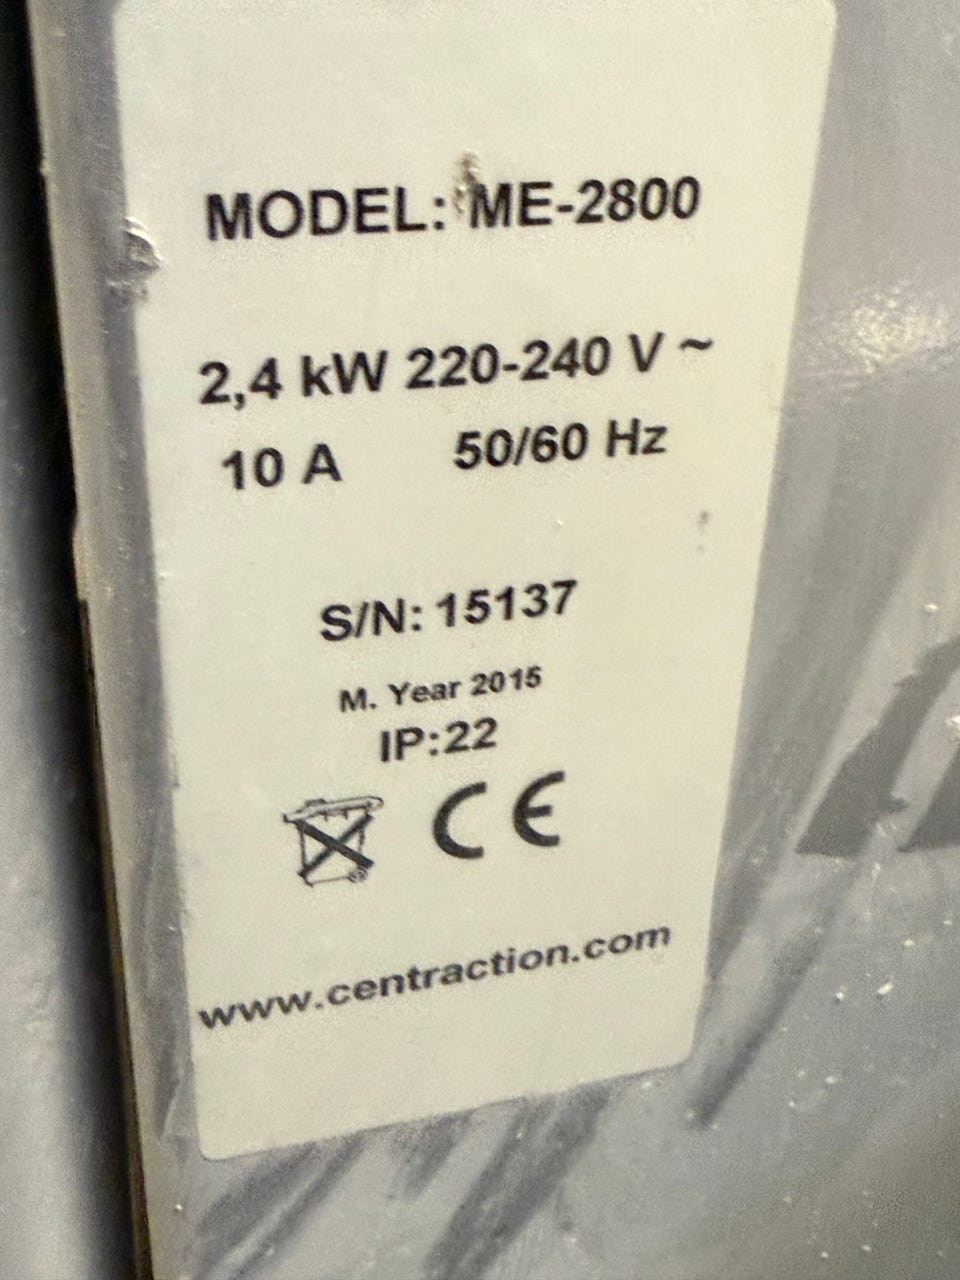 MODEL: ME-2800
2,4 kW 220-240 V ~
10 A 50/60 Hz
S/N: 15137
M. Year 2015
IP:22
CE
www.centraction.com